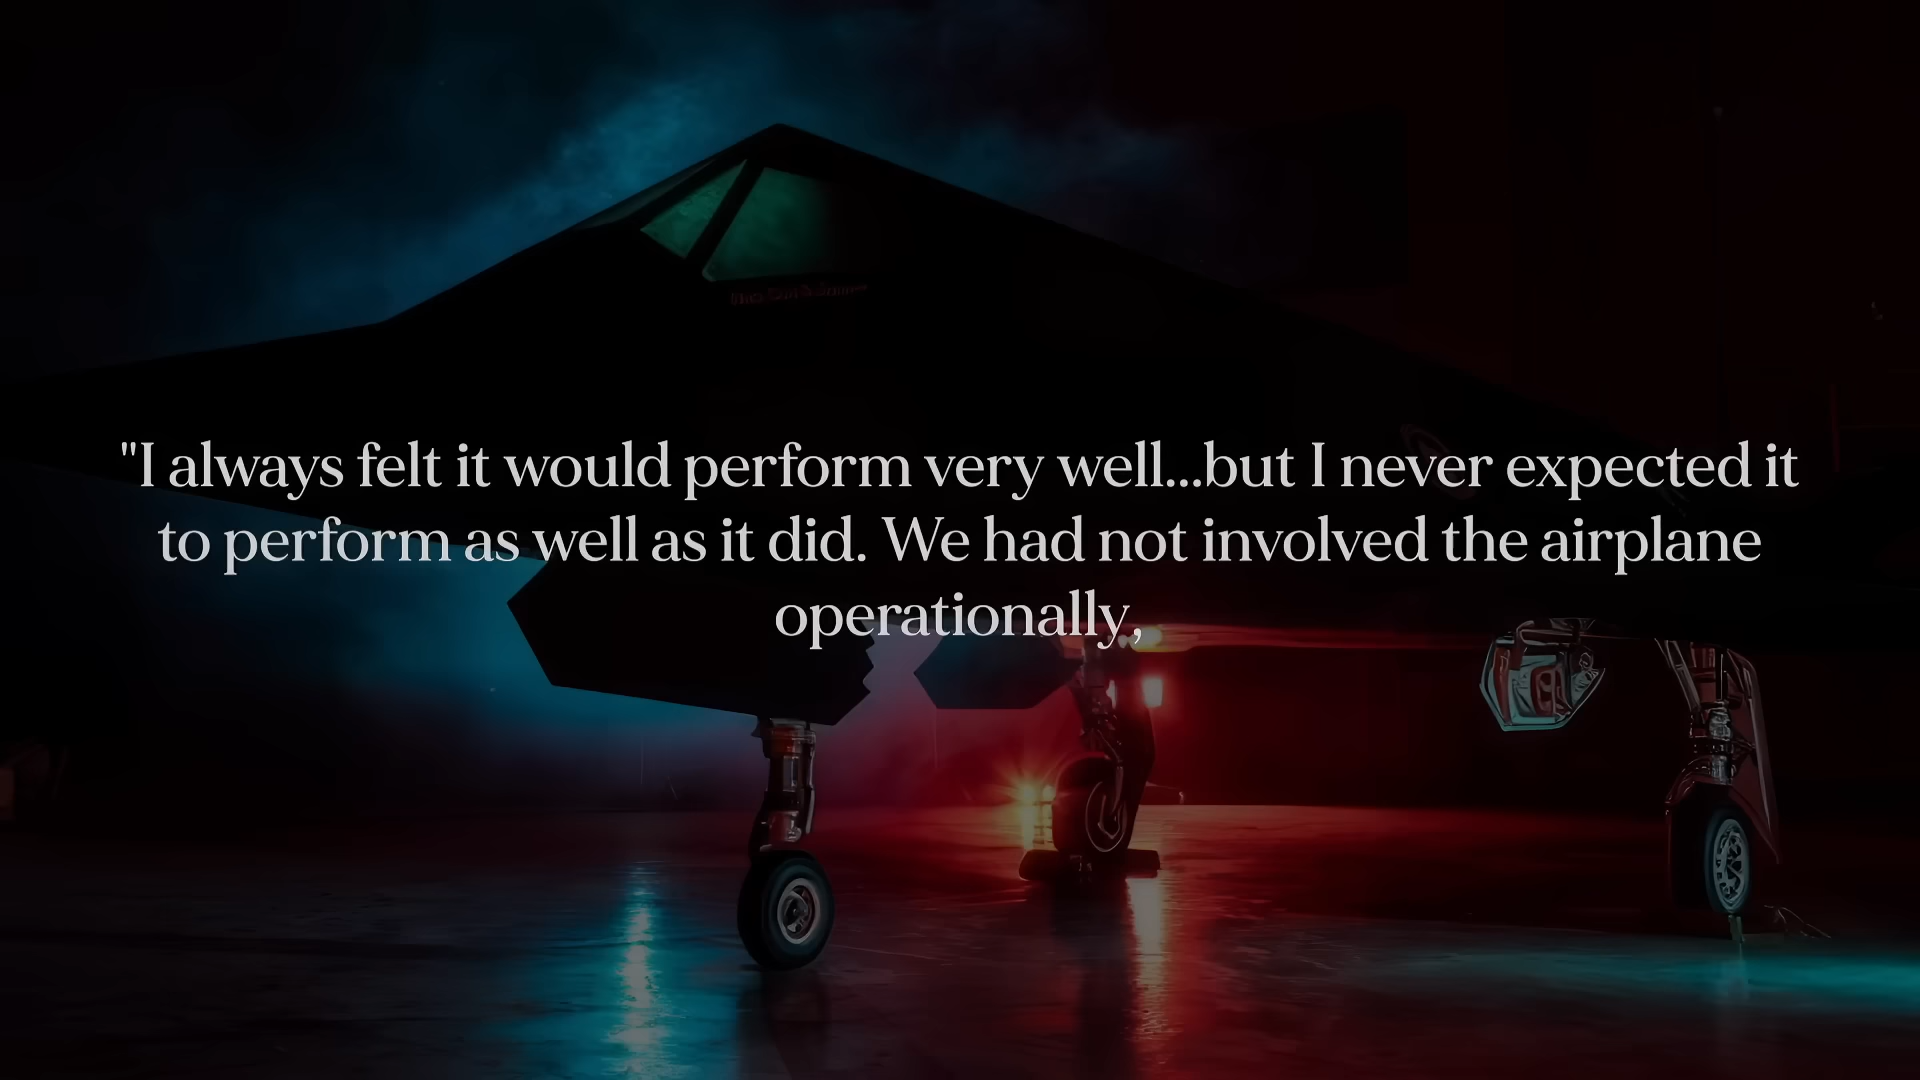 "I always felt it would perform very well...but I never expected it
to perform as well as it did. We had not involved the airplane
operationally,